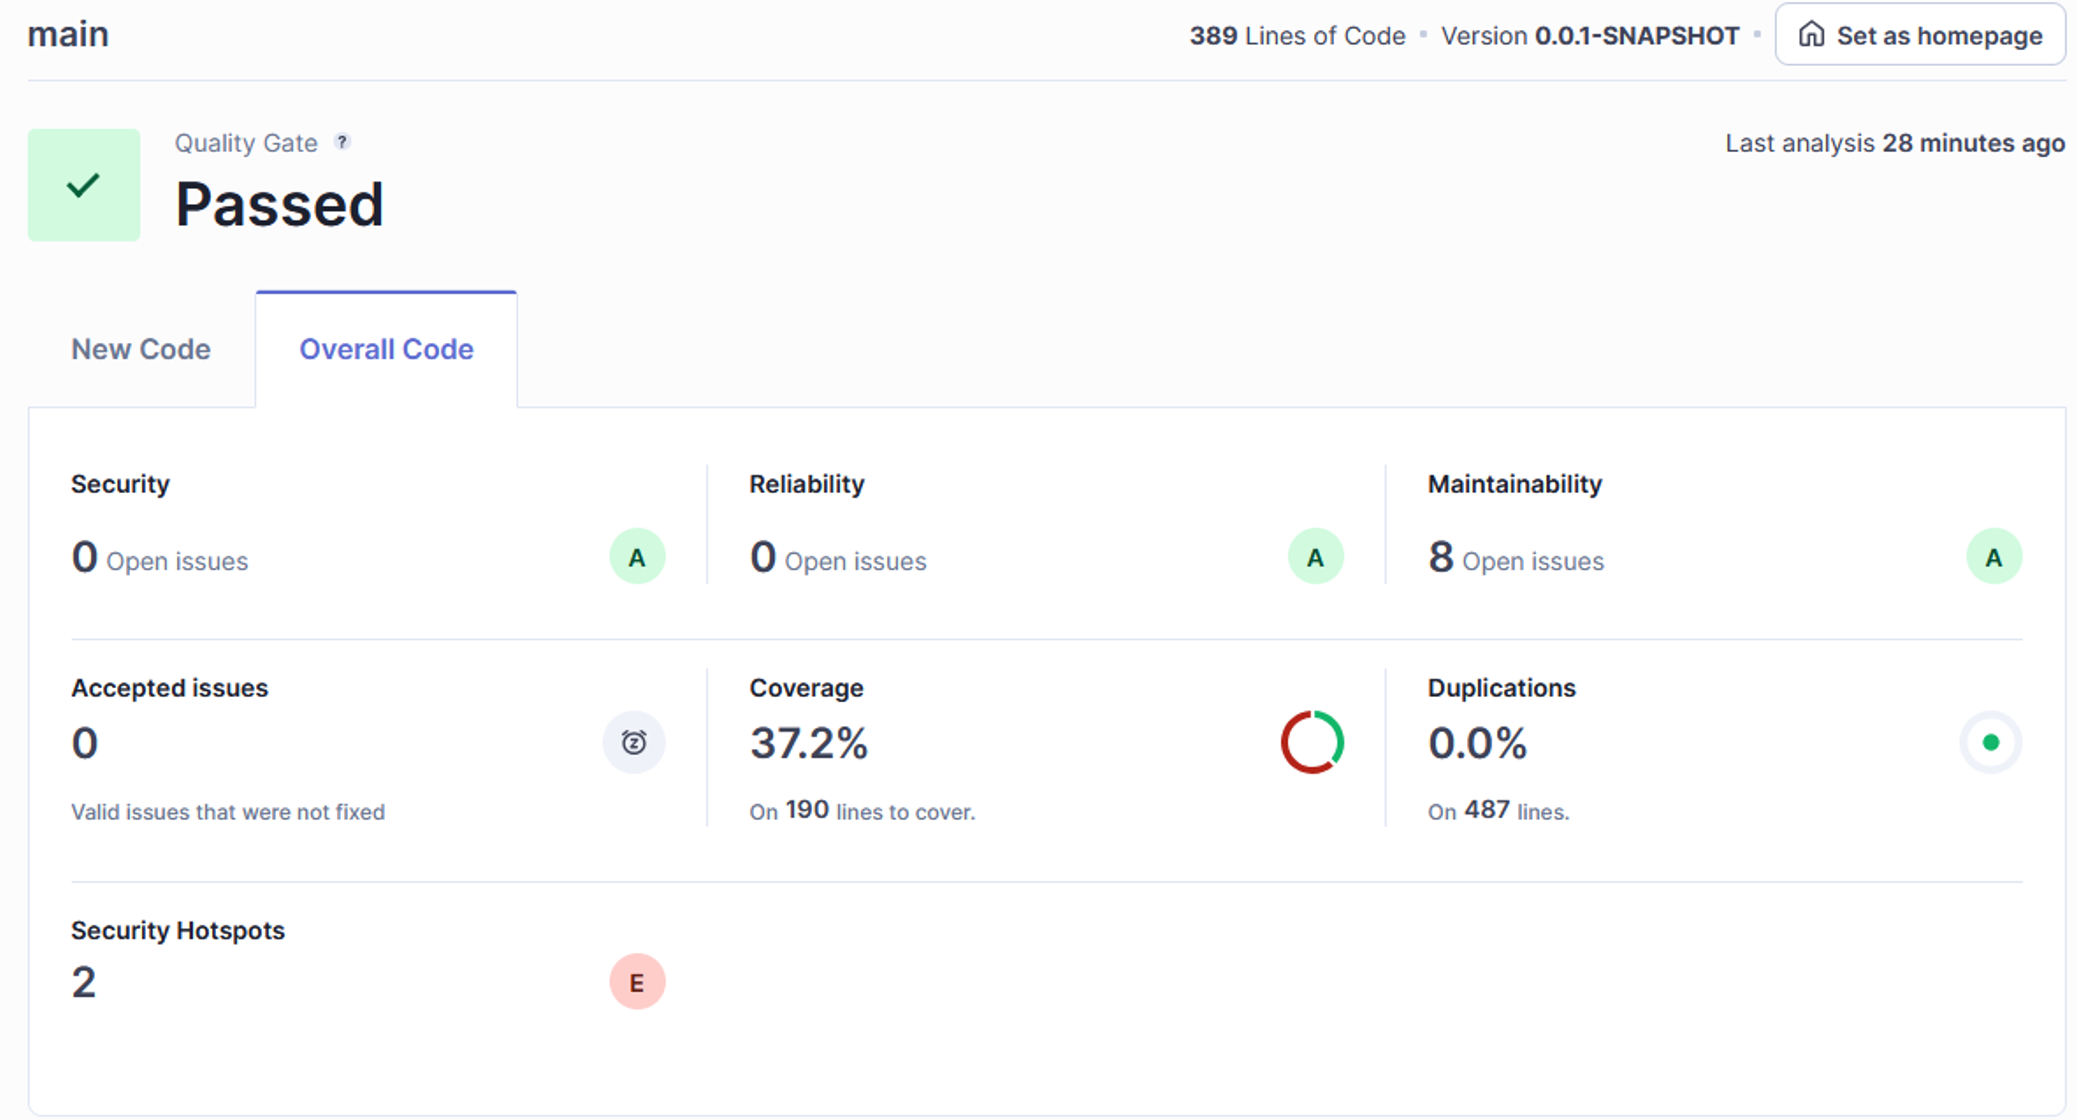 main
389 Lines of Code • Version 0.0.1-SNAPSHOT • Set as homepage
Quality Gate ?
Last analysis 28 minutes ago
Passed
New Code
Overall Code
Security
0 Open issues
A
Reliability
0 Open issues
A
Maintainability
8 Open issues
A
Accepted issues
0
Valid issues that were not fixed
Coverage
37.2%
On 190 lines to cover.
Duplications
0.0%
On 487 lines.
Security Hotspots
2
E